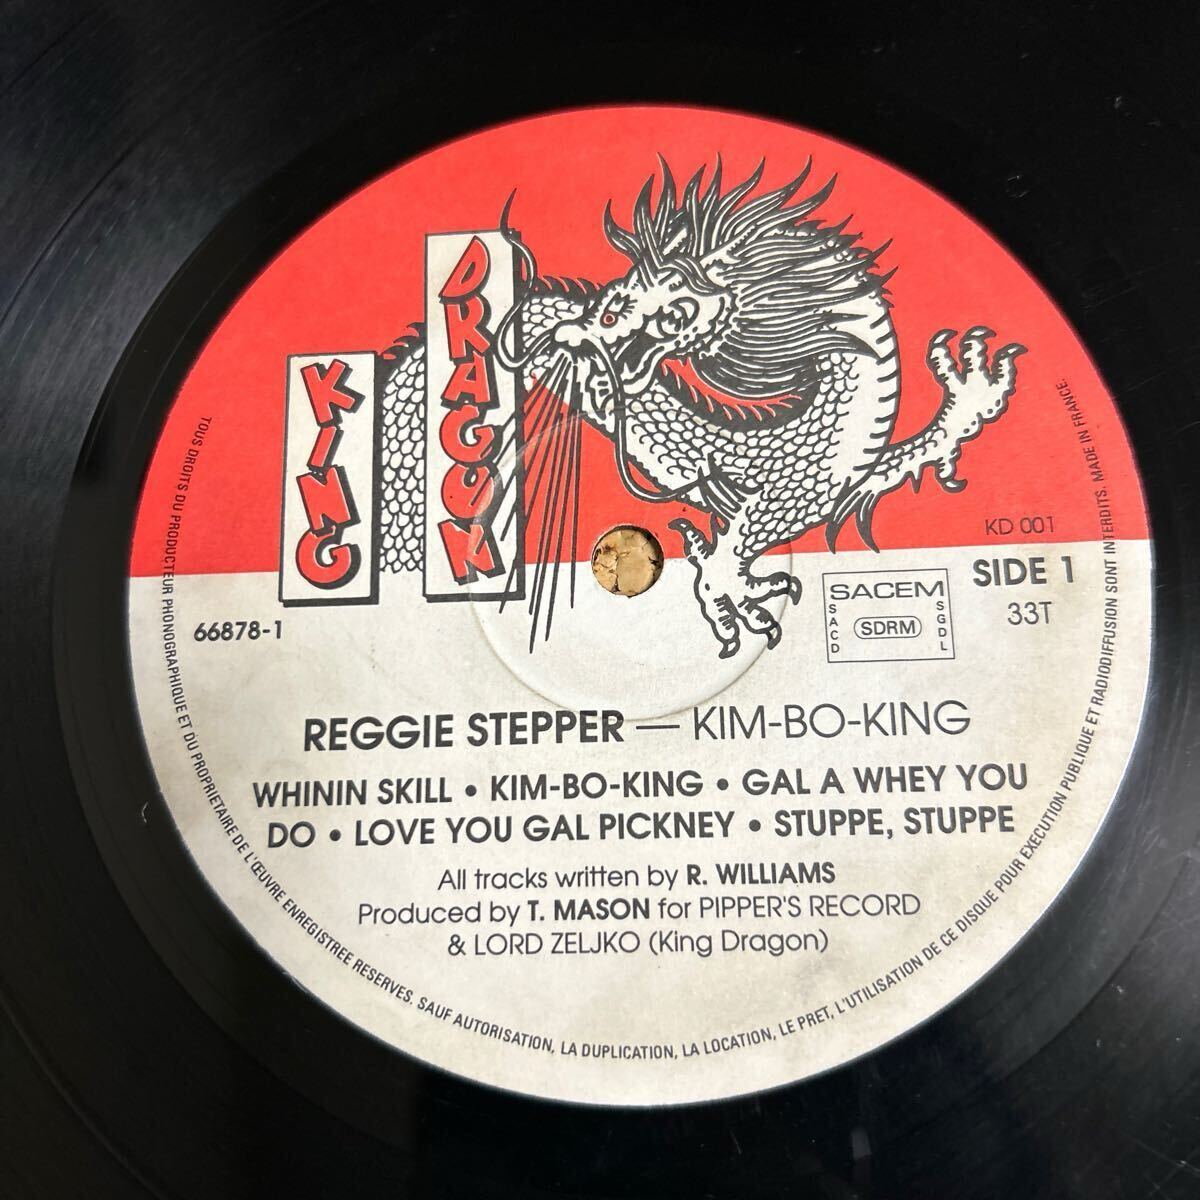 KING
DRAGON
KD 001
SIDE 1
33T
SACEM
SACD
SDRM
SGDL
66878-1
REGGIE STEPPER — KIM-BO-KING
WHININ SKILL • KIM-BO-KING • GAL A WHEY YOU
DO • LOVE YOU GAL PICKNEY • STUPPE, STUPPE
All tracks written by R. WILLIAMS
Produced by T. MASON for PIPPER'S RECORD
& LORD ZELJKO (King Dragon)
TOUS DROITS DU PRODUCTEUR PHONOGRAPHIQUE ET DU PROPRIETAIRE DE L'ŒUVRE ENREGISTREE RESERVES. SAUF AUTORISATION, LA DUPLICATION, LA LOCATION, LE PRET, L'UTILISATION DE CE DISQUE POUR EXECUTION PUBLIQUE ET RADIODIFFUSION SONT INTERDITS. MADE IN FRANCE.